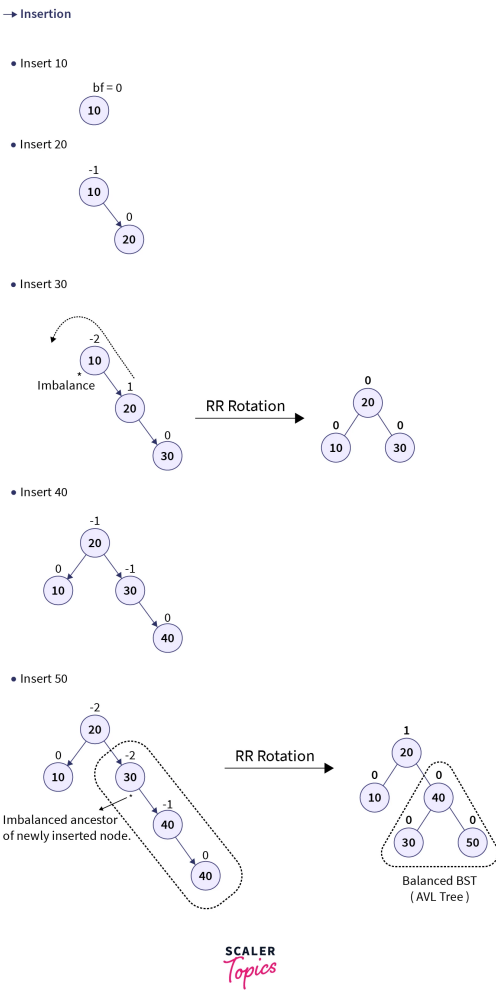 Insertion
• Insert 10
bf = 0
10
• Insert 20
-1
10
0
20
• Insert 30
-2
10
*
Imbalance
1
20
0
30
RR Rotation
0
20
0
10
0
30
• Insert 40
-1
20
0
10
-1
30
0
40
• Insert 50
-2
20
0
10
-2
30
Imbalanced ancestor
of newly inserted node.
-1
40
0
40
RR Rotation
1
20
0
10
0
40
0
30
0
50
Balanced BST
( AVL Tree )
SCALER
Topics